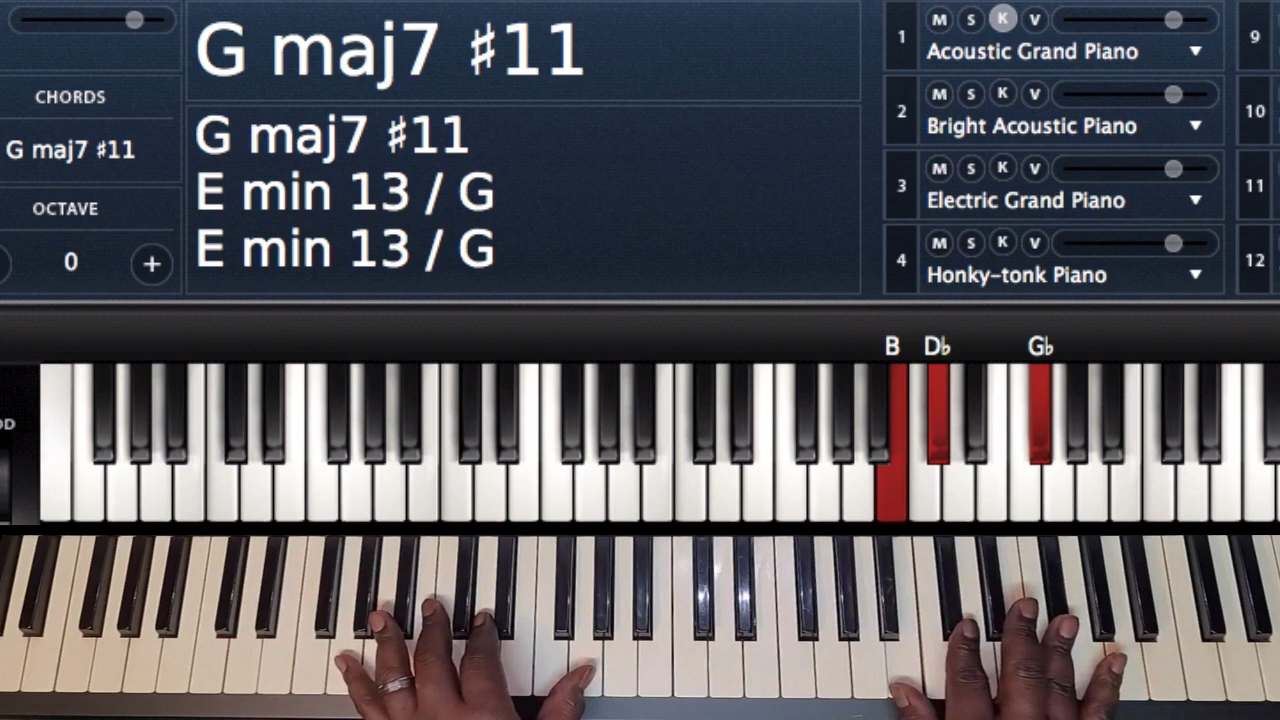 G maj7 ♯11
CHORDS
G maj7 ♯11
OCTAVE
0
+
G maj7 ♯11
E min 13 / G
E min 13 / G
1
M S K V
Acoustic Grand Piano
2
M S K V
Bright Acoustic Piano
3
M S K V
Electric Grand Piano
4
M S K V
Honky-tonk Piano
9
10
11
12
B D♭ G♭